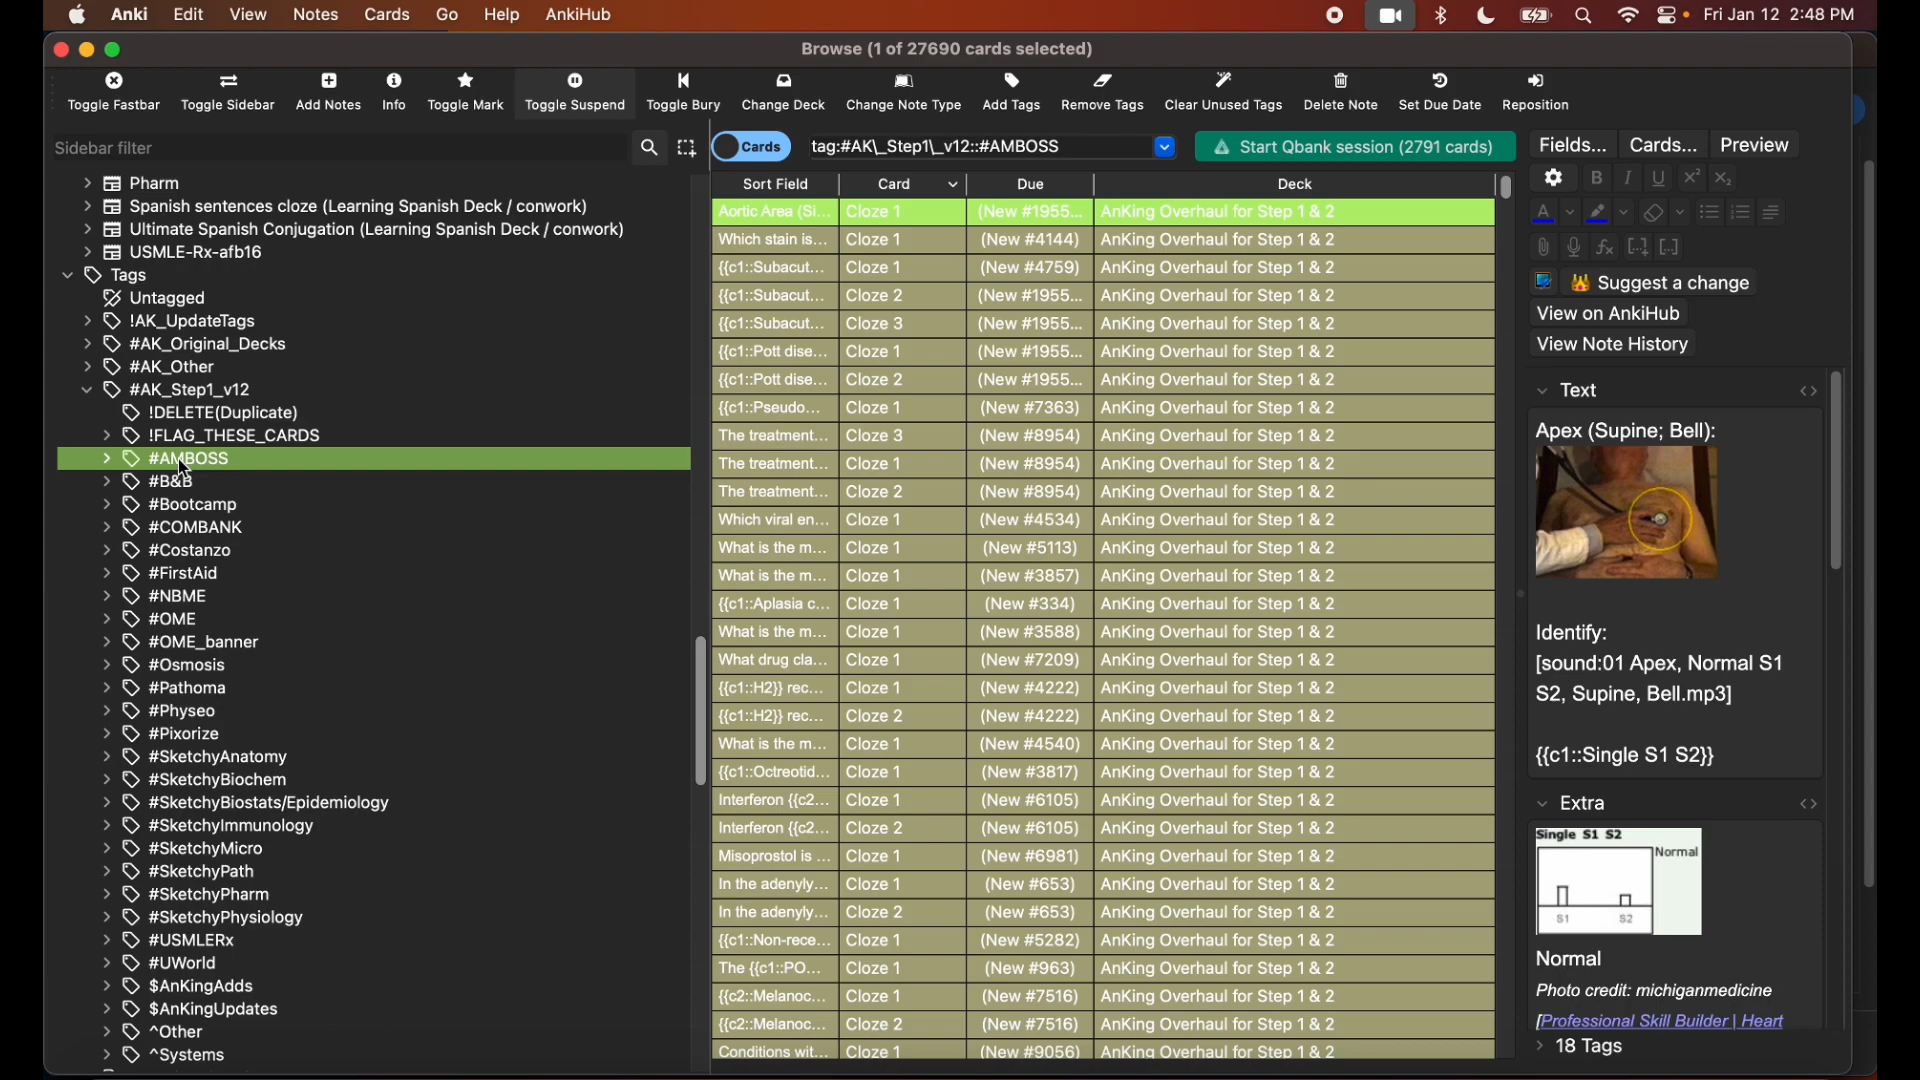 Anki Edit View Notes Cards Go Help AnkiHub Fri Jan 12 2:48 PM
Browse (1 of 27690 cards selected)
Toggle Fastbar Toggle Sidebar Add Notes Info Toggle Mark Toggle Suspend Toggle Bury Change Deck Change Note Type Add Tags Remove Tags Clear Unused Tags Delete Note Set Due Date Reposition
Sidebar filter
Pharm
Spanish sentences cloze (Learning Spanish Deck / conwork)
Ultimate Spanish Conjugation (Learning Spanish Deck / conwork)
USMLE-Rx-afb16
Tags
Untagged
!AK_UpdateTags
#AK_Original_Decks
#AK_Other
#AK_Step1_v12
!DELETE(Duplicate)
!FLAG_THESE_CARDS
#AMBOSS
#B&B
#Bootcamp
#COMBANK
#Costanzo
#FirstAid
#NBME
#OME
#OME_banner
#Osmosis
#Pathoma
#Physeo
#Pixorize
#SketchyAnatomy
#SketchyBiochem
#SketchyBiostats/Epidemiology
#SketchyImmunology
#SketchyMicro
#SketchyPath
#SketchyPharm
#SketchyPhysiology
#USMLERx
#UWorld
$AnKingAdds
$AnKingUpdates
^Other
^Systems
Cards tag:#AK\_Step1\_v12::#AMBOSS Start Qbank session (2791 cards)
Sort Field Card Due Deck
Aortic Area (Si... Cloze 1 (New #1955... AnKing Overhaul for Step 1 & 2
Which stain is... Cloze 1 (New #4144) AnKing Overhaul for Step 1 & 2
{{c1::Subacut... Cloze 1 (New #4759) AnKing Overhaul for Step 1 & 2
{{c1::Subacut... Cloze 2 (New #1955... AnKing Overhaul for Step 1 & 2
{{c1::Subacut... Cloze 3 (New #1955... AnKing Overhaul for Step 1 & 2
{{c1::Pott dise... Cloze 1 (New #1955... AnKing Overhaul for Step 1 & 2
{{c1::Pott dise... Cloze 2 (New #1955... AnKing Overhaul for Step 1 & 2
{{c1::Pseudo... Cloze 1 (New #7363) AnKing Overhaul for Step 1 & 2
The treatment... Cloze 3 (New #8954) AnKing Overhaul for Step 1 & 2
The treatment... Cloze 1 (New #8954) AnKing Overhaul for Step 1 & 2
The treatment... Cloze 2 (New #8954) AnKing Overhaul for Step 1 & 2
Which viral en... Cloze 1 (New #4534) AnKing Overhaul for Step 1 & 2
What is the m... Cloze 1 (New #5113) AnKing Overhaul for Step 1 & 2
What is the m... Cloze 1 (New #3857) AnKing Overhaul for Step 1 & 2
{{c1::Aplasia c... Cloze 1 (New #334) AnKing Overhaul for Step 1 & 2
What is the m... Cloze 1 (New #3588) AnKing Overhaul for Step 1 & 2
What drug cla... Cloze 1 (New #7209) AnKing Overhaul for Step 1 & 2
{{c1::H2}} rec... Cloze 1 (New #4222) AnKing Overhaul for Step 1 & 2
{{c1::H2}} rec... Cloze 2 (New #4222) AnKing Overhaul for Step 1 & 2
What is the m... Cloze 1 (New #4540) AnKing Overhaul for Step 1 & 2
{{c1::Octreotid... Cloze 1 (New #3817) AnKing Overhaul for Step 1 & 2
Interferon {{c2... Cloze 1 (New #6105) AnKing Overhaul for Step 1 & 2
Interferon {{c2... Cloze 2 (New #6105) AnKing Overhaul for Step 1 & 2
Misoprostol is ... Cloze 1 (New #6981) AnKing Overhaul for Step 1 & 2
In the adenyly... Cloze 1 (New #653) AnKing Overhaul for Step 1 & 2
In the adenyly... Cloze 2 (New #653) AnKing Overhaul for Step 1 & 2
{{c1::Non-rece... Cloze 1 (New #5282) AnKing Overhaul for Step 1 & 2
The {{c1::PO... Cloze 1 (New #963) AnKing Overhaul for Step 1 & 2
{{c2::Melanoc... Cloze 1 (New #7516) AnKing Overhaul for Step 1 & 2
{{c2::Melanoc... Cloze 2 (New #7516) AnKing Overhaul for Step 1 & 2
Conditions wit... Cloze 1 (New #9056) AnKing Overhaul for Step 1 & 2
Fields... Cards... Preview
B I U x² x₂
A
fx [...] [...]
Suggest a change
View on AnkiHub
View Note History
Text <>
Apex (Supine; Bell):
Identify:
[sound:01 Apex, Normal S1
S2, Supine, Bell.mp3]
{{c1::Single S1 S2}}
Extra <>
Single S1 S2
Normal
S1 S2
Normal
Photo credit: michiganmedicine
[Professional Skill Builder | Heart
18 Tags